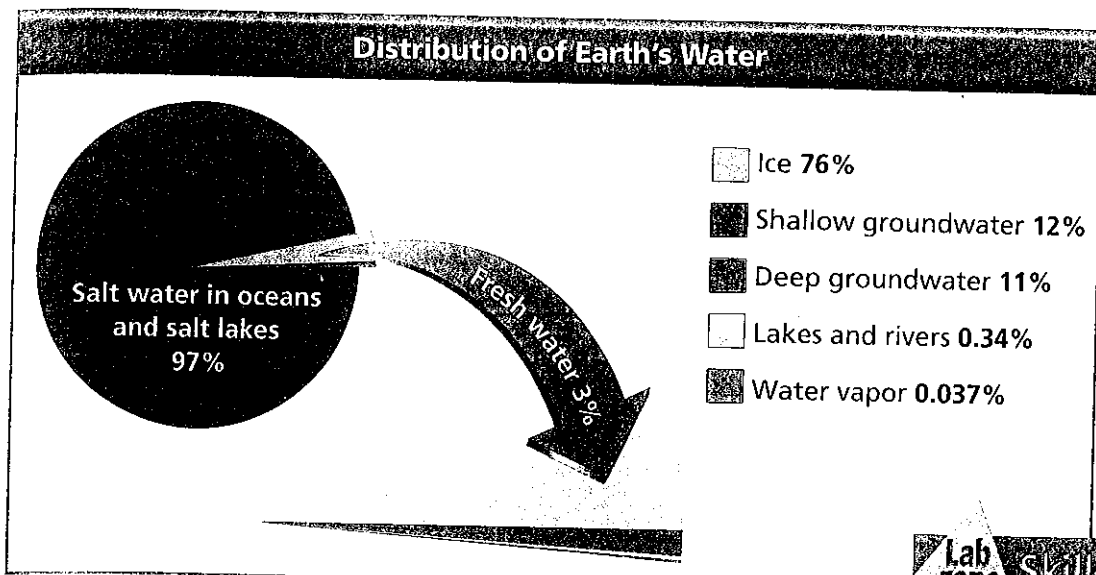 Distribution of Earth's Water
Salt water in oceans
and salt lakes
97%
Fresh water 3%
Ice 76%
Shallow groundwater 12%
Deep groundwater 11%
Lakes and rivers 0.34%
Water vapor 0.037%
Lab